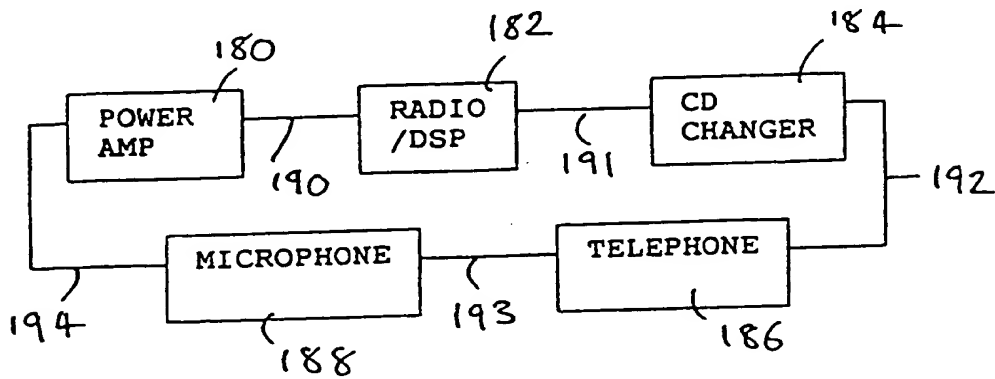 180
182
184
POWER
AMP
RADIO
/DSP
CD
CHANGER
190
191
192
MICROPHONE
TELEPHONE
194
188
193
186